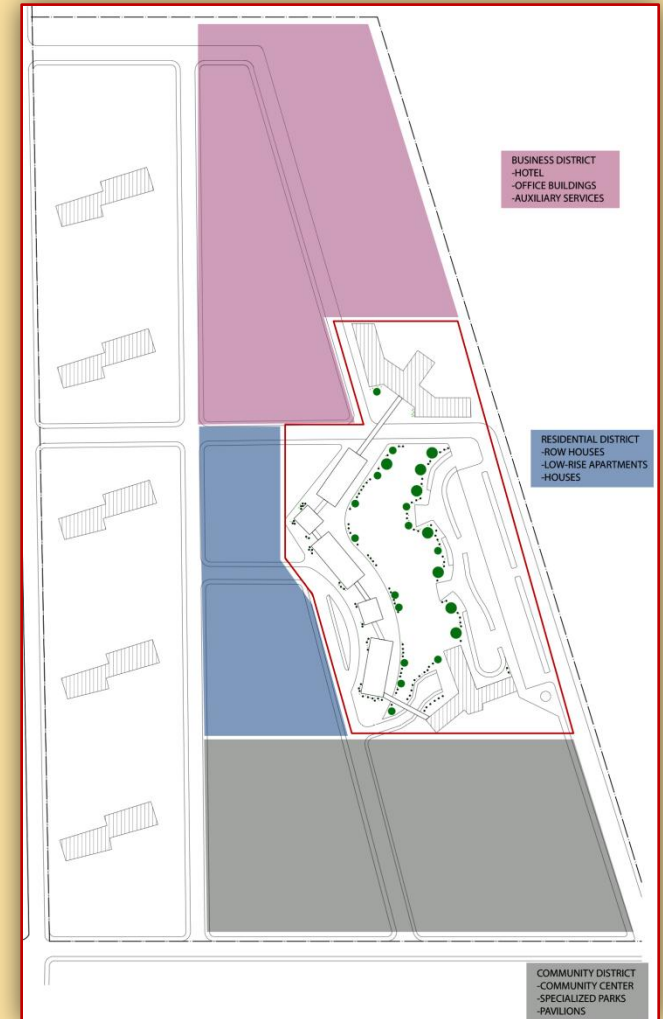 BUSINESS DISTRICT
-HOTEL
-OFFICE BUILDINGS
-AUXILIARY SERVICES
RESIDENTIAL DISTRICT
-ROW HOUSES
-LOW-RISE APARTMENTS
-HOUSES
COMMUNITY DISTRICT
-COMMUNITY CENTER
-SPECIALIZED PARKS
-PAVILIONS